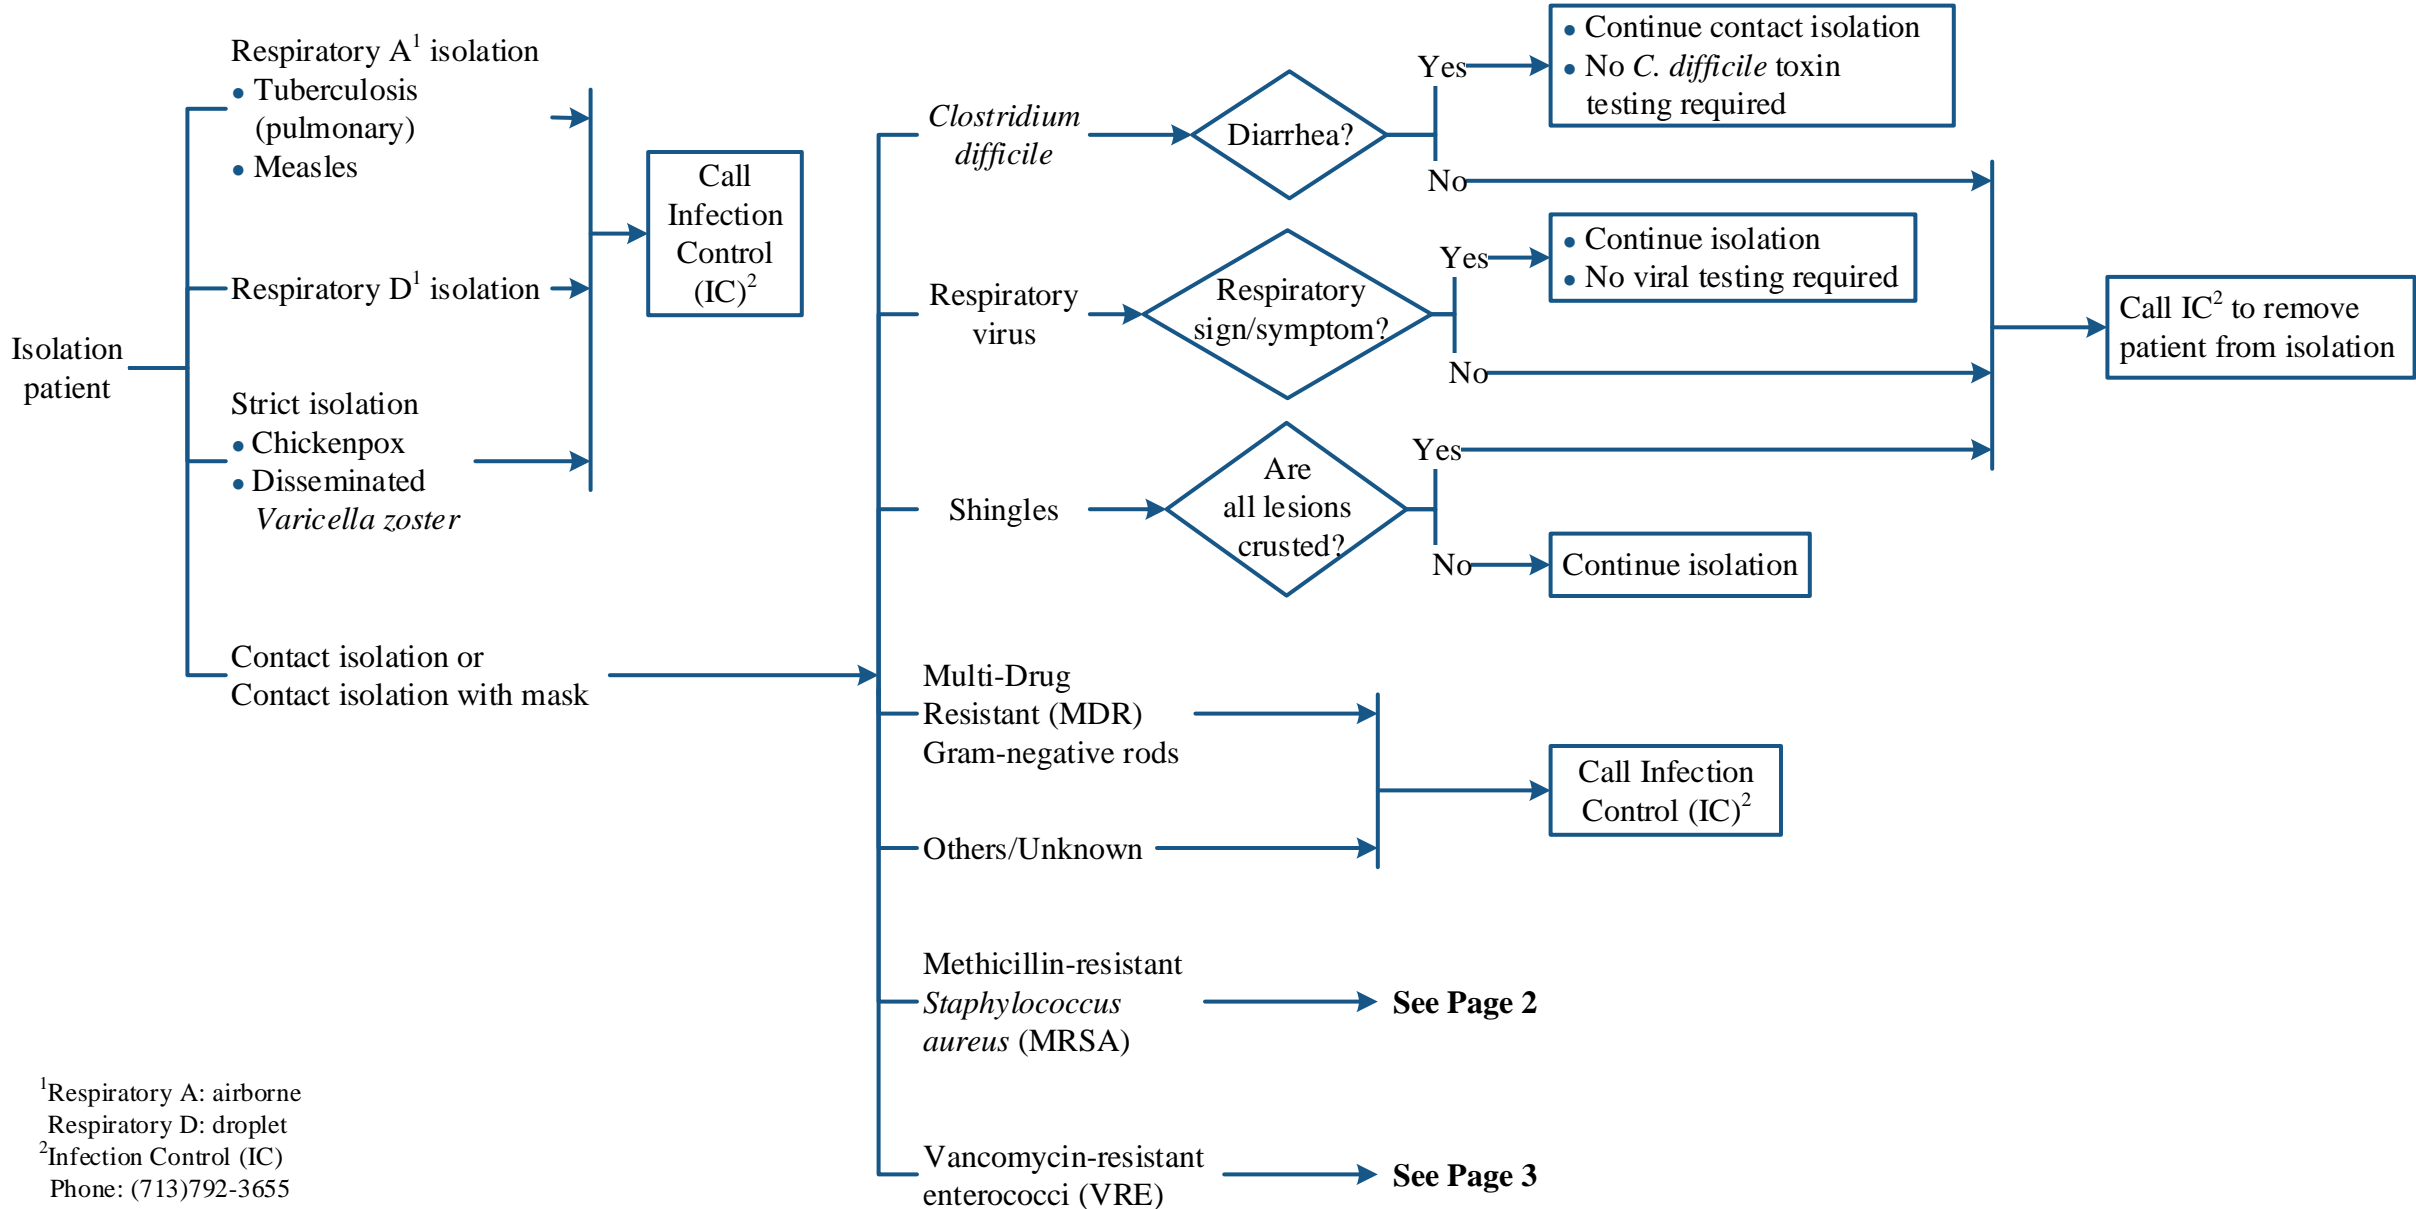 Isolation
patient
Respiratory A1 isolation
• Tuberculosis
(pulmonary)
• Measles
Respiratory D1 isolation
Strict isolation
• Chickenpox
• Disseminated
Varicella zoster
Contact isolation or
Contact isolation with mask
Call
Infection
Control
(IC)2
Clostridium
difficile
Diarrhea?
Yes
• Continue contact isolation
• No C. difficile toxin
testing required
No
Respiratory
virus
Respiratory
sign/symptom?
Yes
• Continue isolation
• No viral testing required
No
Shingles
Are
all lesions
crusted?
Yes
No
Continue isolation
Call IC2 to remove
patient from isolation
Multi-Drug
Resistant (MDR)
Gram-negative rods
Others/Unknown
Call Infection
Control (IC)2
Methicillin-resistant
Staphylococcus
aureus (MRSA)
See Page 2
Vancomycin-resistant
enterococci (VRE)
See Page 3
1Respiratory A: airborne
Respiratory D: droplet
2Infection Control (IC)
Phone: (713)792-3655